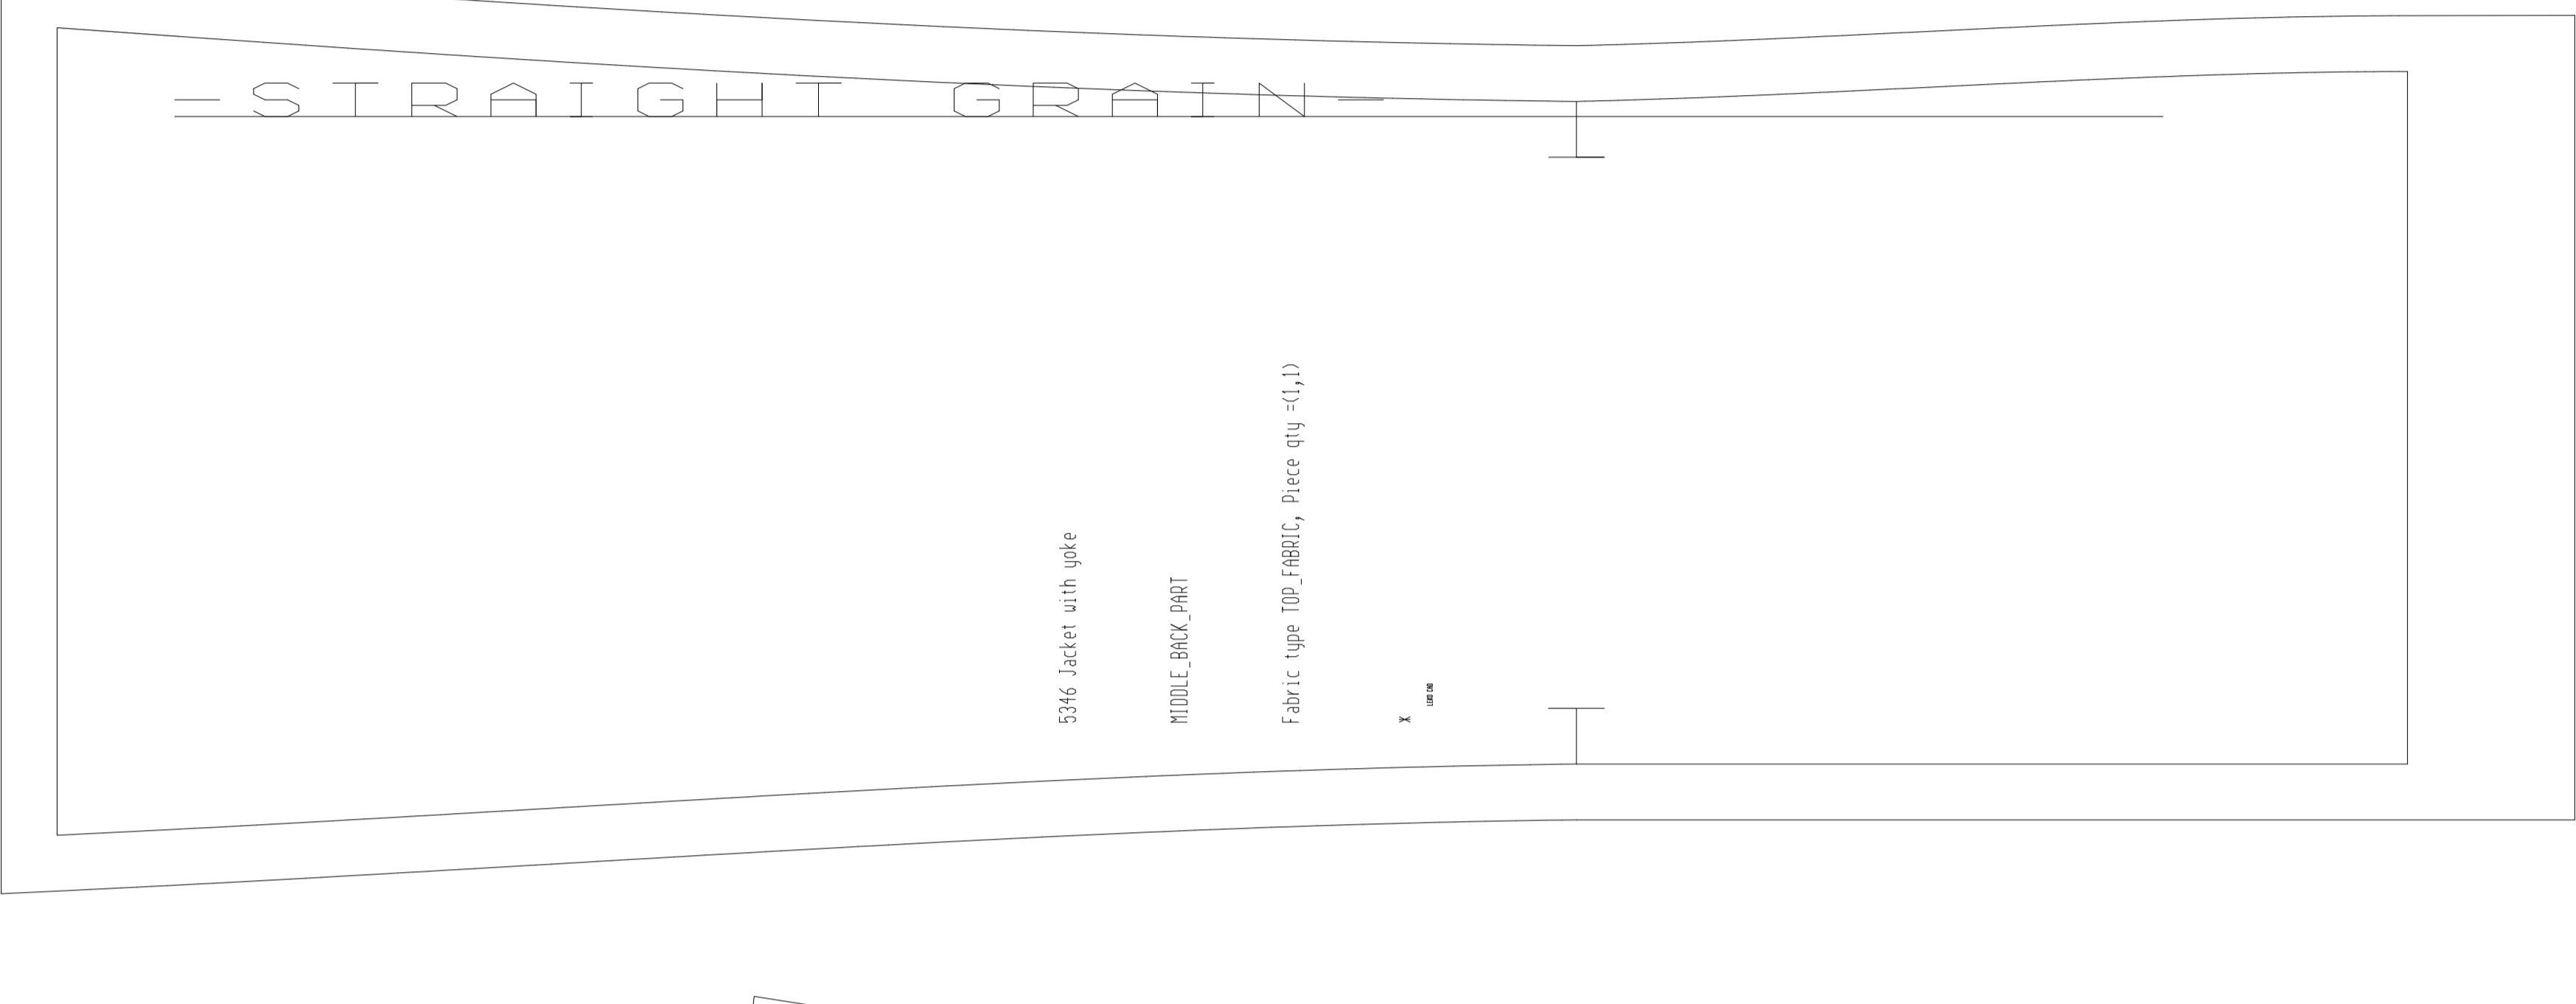 -STRAIGHT GRAIN-
5346 Jacket with yoke
MIDDLE_BACK_PART
Fabric type TOP_FABRIC, Piece qty =(1,1)